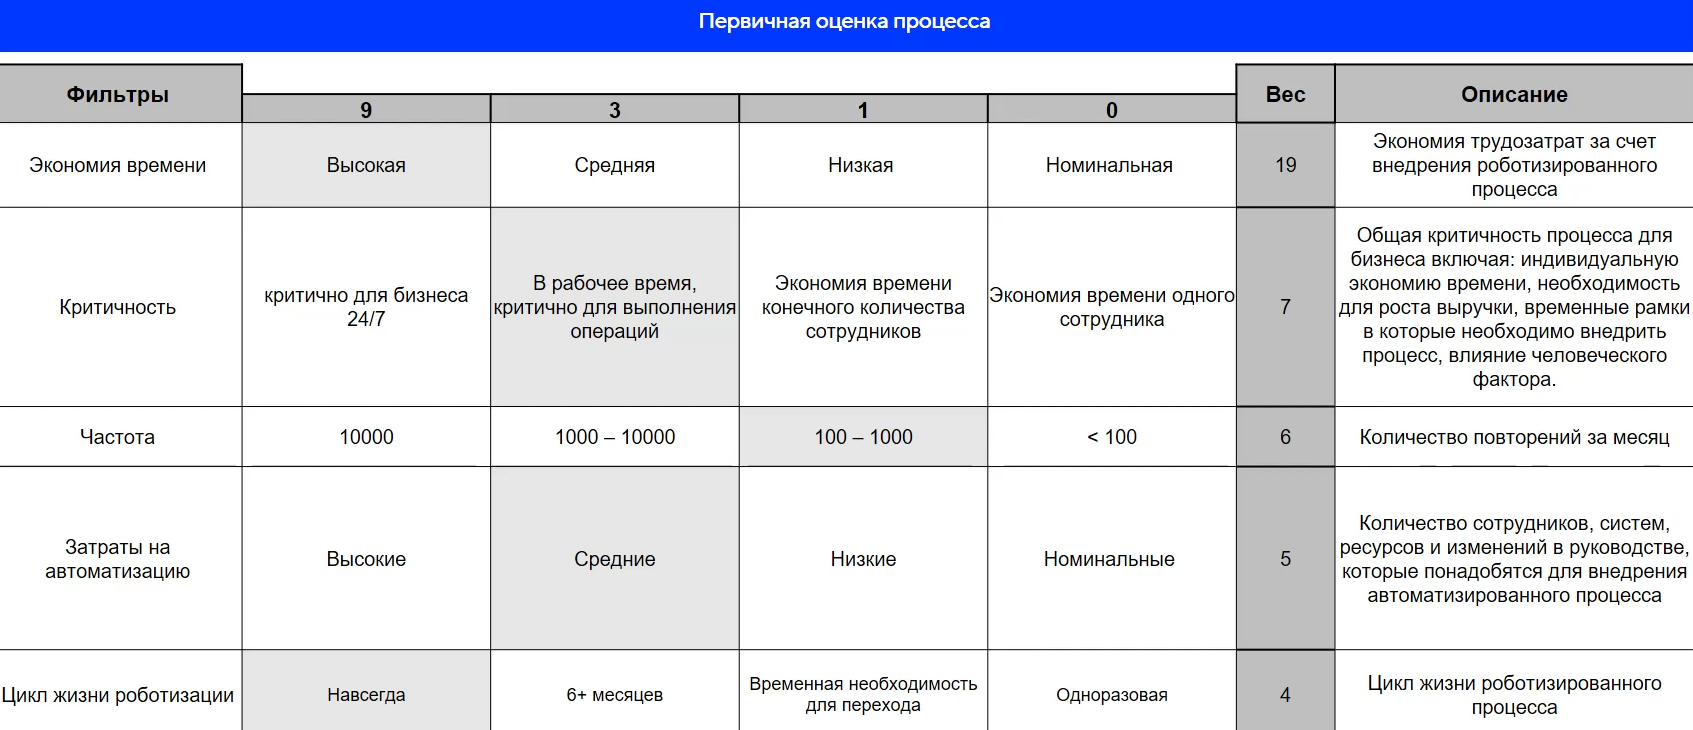 Первичная оценка процесса
Фильтры
9
3
1
0
Вес
Описание
Экономия времени
Высокая
Средняя
Низкая
Номинальная
19
Экономия трудозатрат за счет
внедрения роботизированного
процесса
Критичность
критично для бизнеса
24/7
В рабочее время,
критично для выполнения
операций
Экономия времени
конечного количества
сотрудников
Экономия времени одного
сотрудника
7
Общая критичность процесса для
бизнеса включая: индивидуальную
экономию времени, необходимость
для роста выручки, временные рамки
в которые необходимо внедрить
процесс, влияние человеческого
фактора.
Частота
10000
1000 – 10000
100 – 1000
< 100
6
Количество повторений за месяц
Затраты на
автоматизацию
Высокие
Средние
Низкие
Номинальные
5
Количество сотрудников, систем,
ресурсов и изменений в руководстве,
которые понадобятся для внедрения
автоматизированного процесса
Цикл жизни роботизации
Навсегда
6+ месяцев
Временная необходимость
для перехода
Одноразовая
4
Цикл жизни роботизированного
процесса